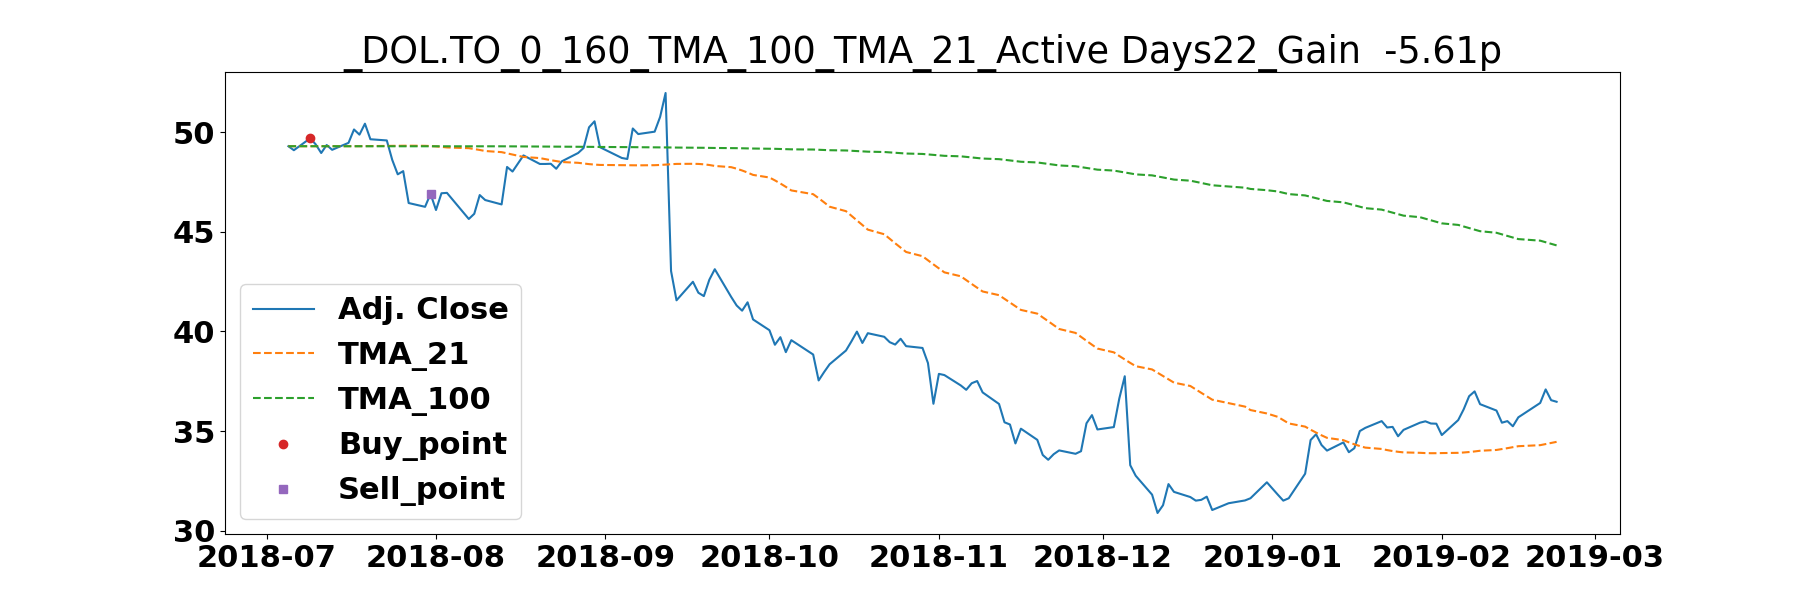 _DOL.TO_0_160_TMA_100_TMA_21_Active Days22_Gain  -5.61p
50
45
40
35
30
Adj. Close
TMA_21
TMA_100
Buy_point
Sell_point
2018-07 2018-08 2018-09 2018-10 2018-11 2018-12 2019-01 2019-02 2019-03